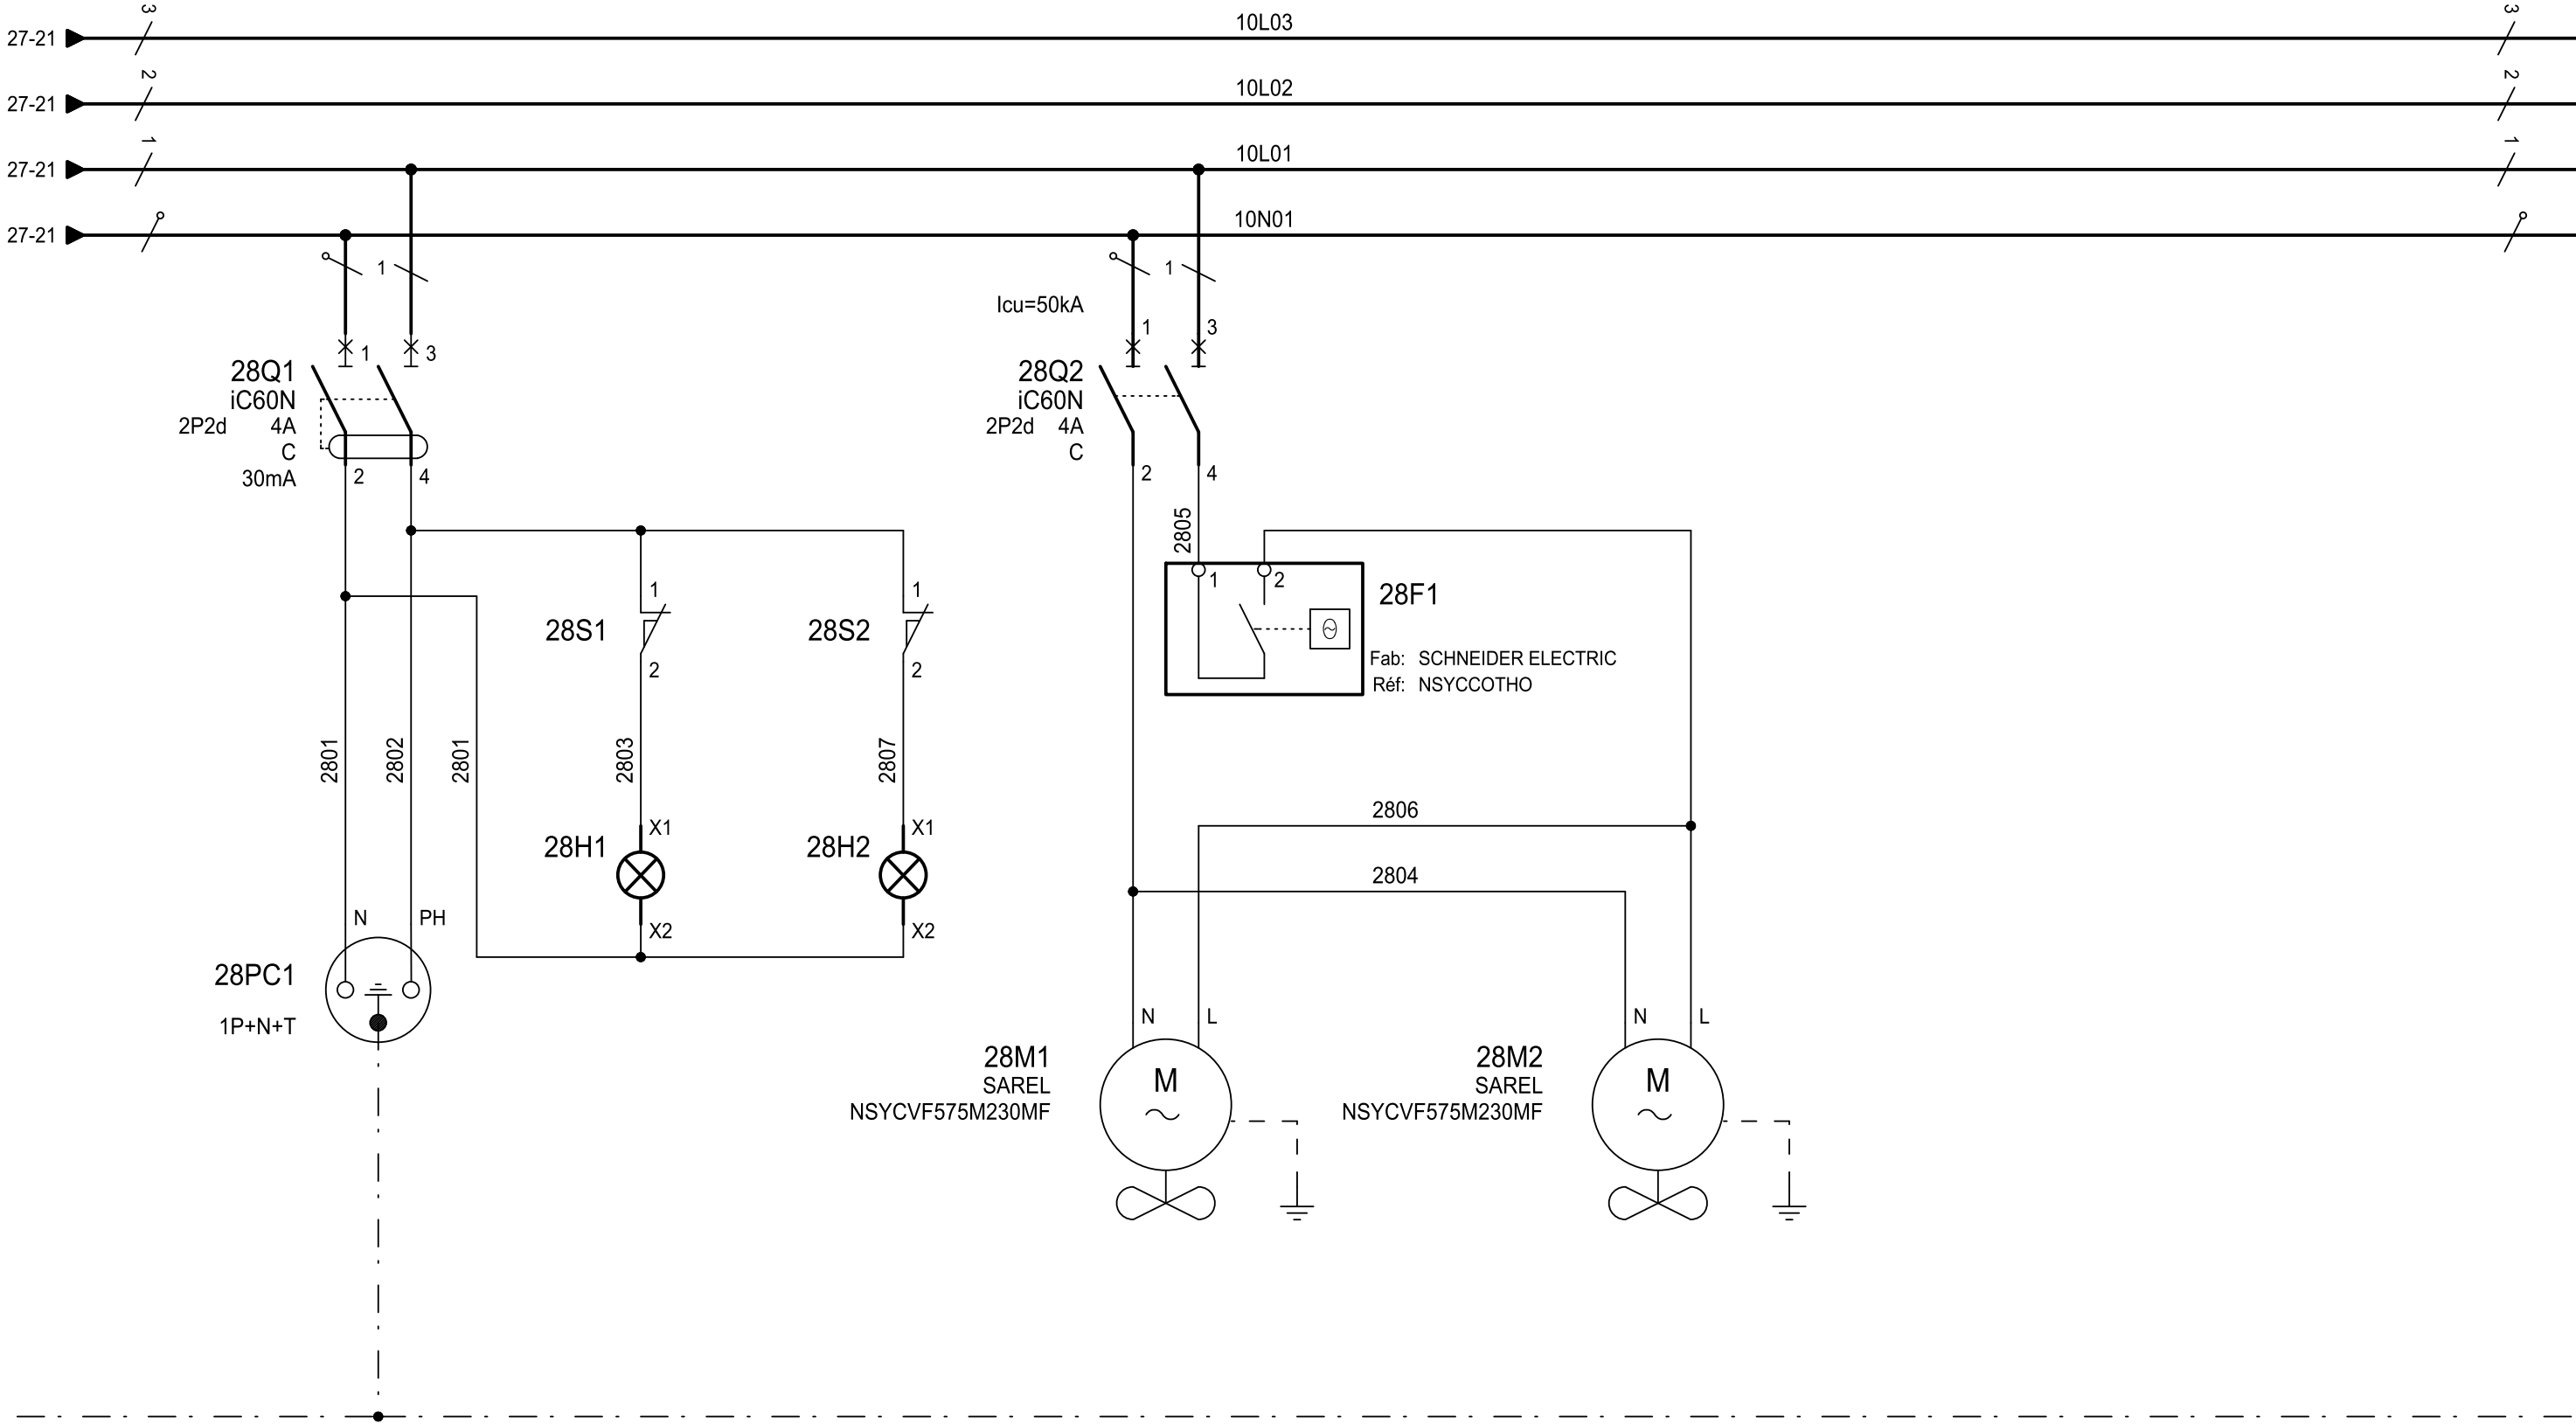 3 3
27-21 10L03
2 2
27-21 10L02
1 1
27-21 10L01
27-21 10N01
1 1
Icu=50kA
1 3 1 3
28Q1
iC60N
2P2d 4A
C
30mA
2 4
28Q2
iC60N
2P2d 4A
C
2 4
2805
1 2
28F1
Fab: SCHNEIDER ELECTRIC
Réf: NSYCCOTHO
1
28S1
2
1
28S2
2
2801
2802
2801
2803
2807
2806
2804
X1
28H1
X2
X1
28H2
X2
N PH
28PC1
1P+N+T
N L
28M1
SAREL
NSYCVF575M230MF
M
N L
28M2
SAREL
NSYCVF575M230MF
M